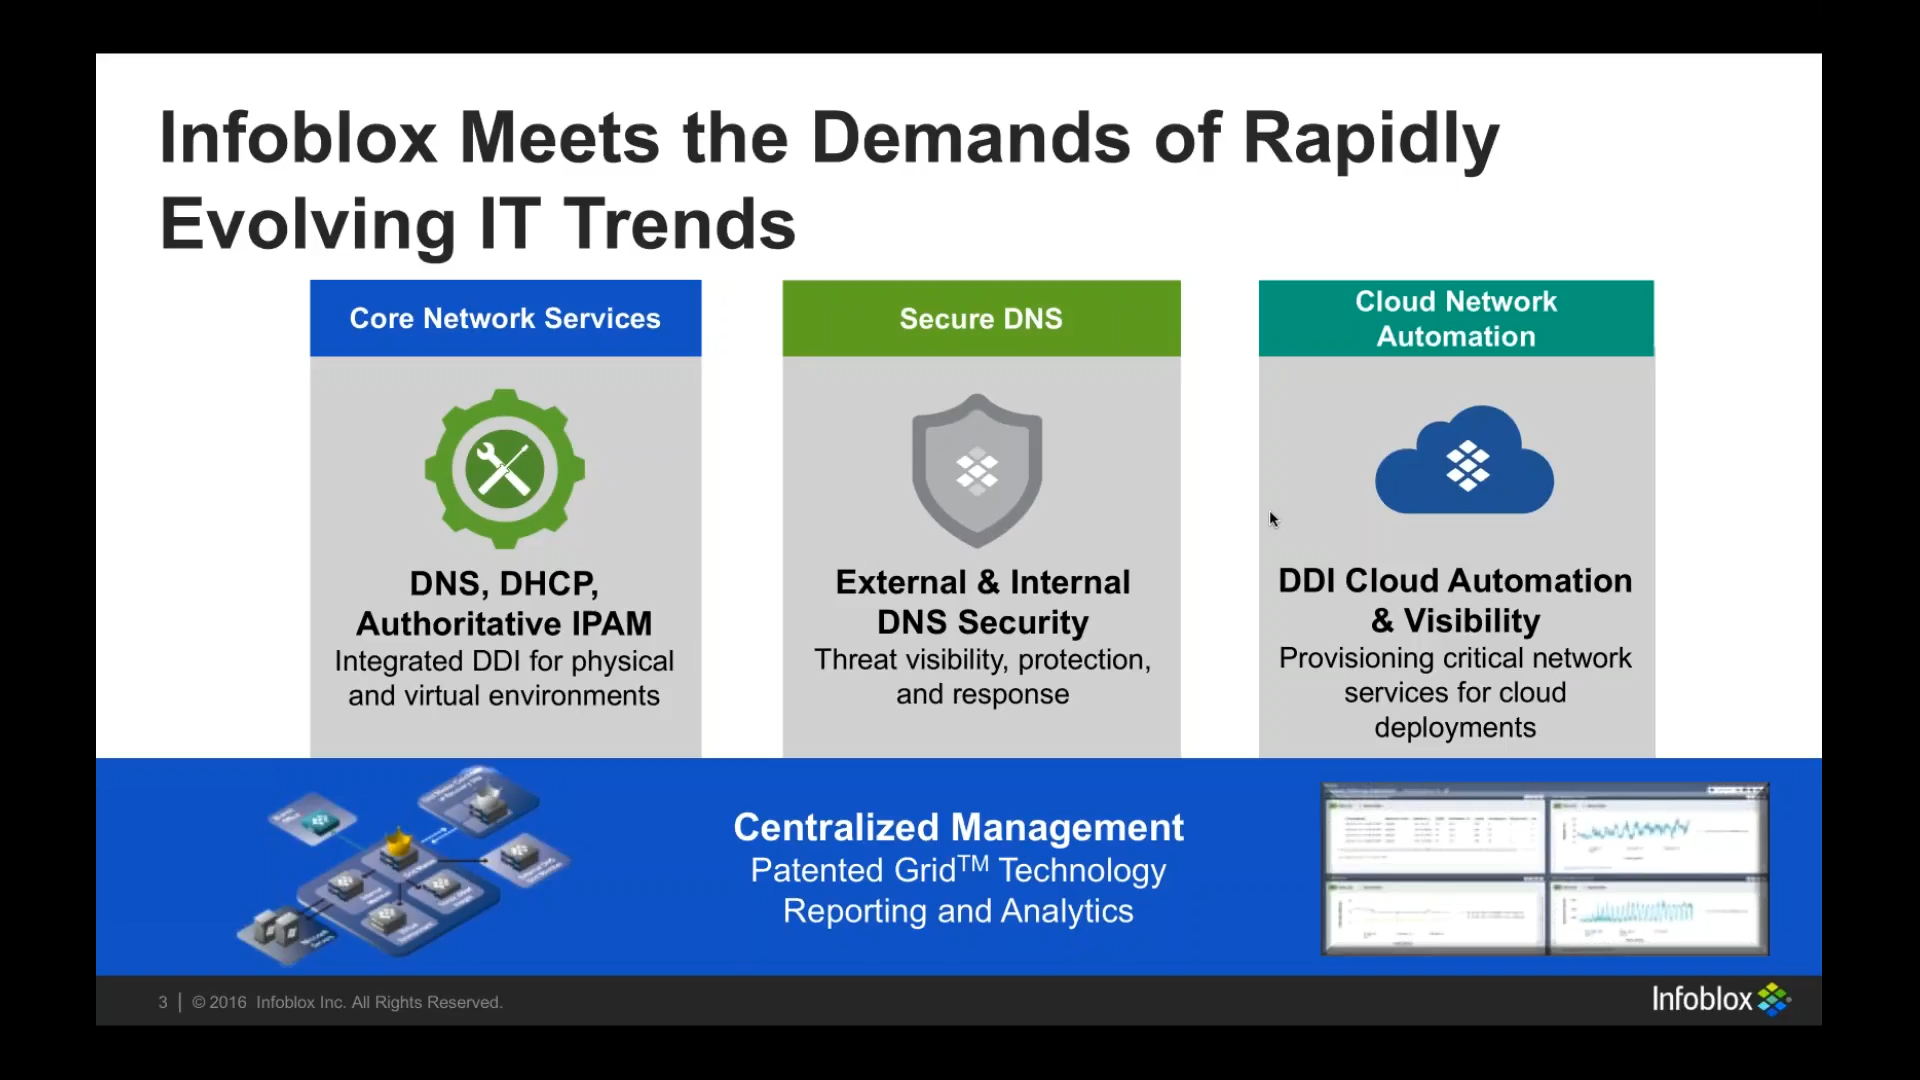 Infoblox Meets the Demands of Rapidly
Evolving IT Trends
Core Network Services
DNS, DHCP,
Authoritative IPAM
Integrated DDI for physical
and virtual environments
Secure DNS
External & Internal
DNS Security
Threat visibility, protection,
and response
Cloud Network
Automation
DDI Cloud Automation
& Visibility
Provisioning critical network
services for cloud
deployments
Centralized Management
Patented Grid™ Technology
Reporting and Analytics
3 | © 2016 Infoblox Inc. All Rights Reserved.
Infoblox